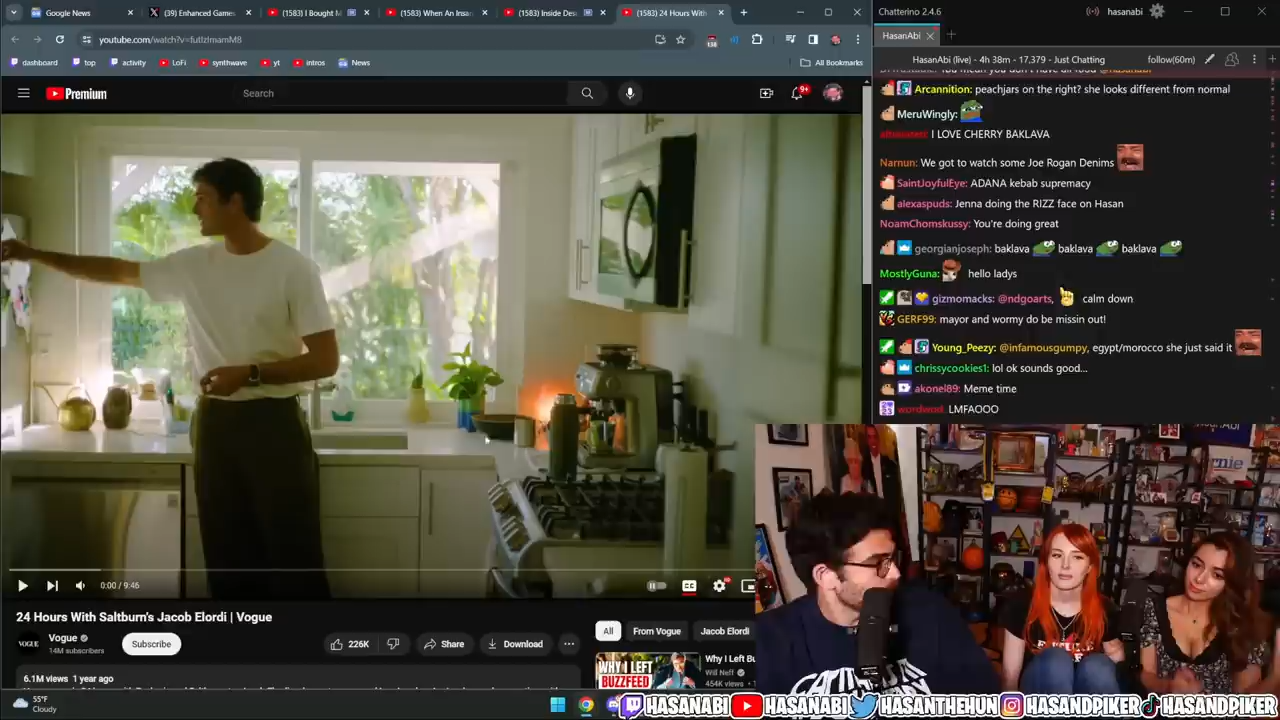 Google News
(39) Enhanced Games
(1583) I Bought M
(1583) When An Insan
(1583) Inside Des
(1583) 24 Hours With
youtube.com/watch?v=futIzImamM8
138
dashboard
top
activity
LoFi
synthwave
yt
intros
News
All Bookmarks
Premium
Search
9+
0:00 / 9:46
24 Hours With Saltburn's Jacob Elordi | Vogue
VOGUE
Vogue
14M subscribers
Subscribe
226K
Share
Download
6.1M views 1 year ago
All
From Vogue
Jacob Elordi
WHY I LEFT
BUZZFEED
Why I Left Bu
Will Neff
454K views
55°F
Cloudy
Chatterino 2.4.6
hasanabi
HasanAbi
HasanAbi (live) - 4h 38m - 17,379 - Just Chatting
follow(60m)
Arcannition: peachjars on the right? she looks different from normal
MeruWingly:
I LOVE CHERRY BAKLAVA
Narnun: We got to watch some Joe Rogan Denims
SaintJoyfulEye: ADANA kebab supremacy
alexaspuds: Jenna doing the RIZZ face on Hasan
NoamChomskussy: You're doing great
georgianjoseph: baklava baklava baklava
MostlyGuna: hello ladys
gizmomacks: @ndgoarts, calm down
GERF99: mayor and wormy do be missin out!
Young_Peezy: @infamousgumpy, egypt/morocco she just said it
chrissycookies1: lol ok sounds good...
akonel89: Meme time
wordwod: LMFAOOO
ernie
HASANABI
HASANABI
HASANTHEHUN
HASANDPIKER
HASANDPIKER